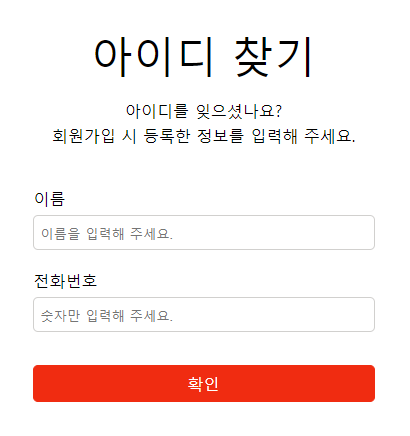 아이디 찾기
아이디를 잊으셨나요?
회원가입 시 등록한 정보를 입력해 주세요.
이름
이름을 입력해 주세요.
전화번호
숫자만 입력해 주세요.
확인